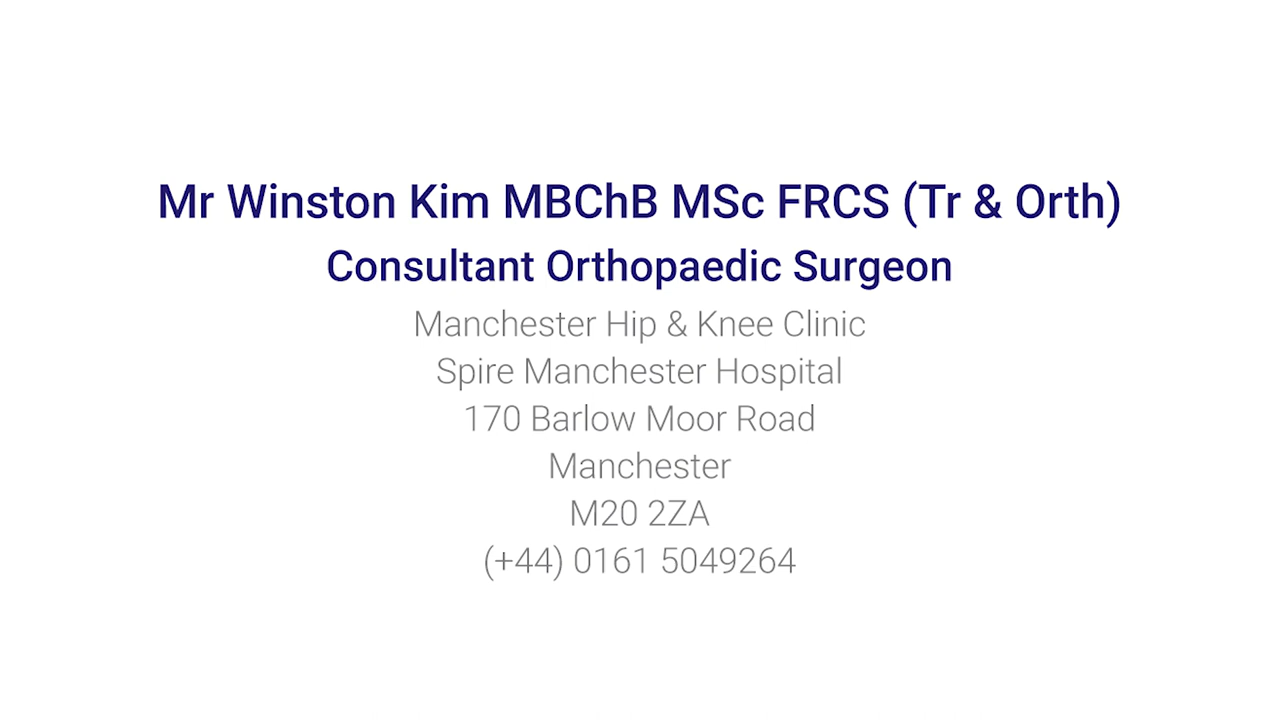 Mr Winston Kim MBChB MSc FRCS (Tr & Orth)
Consultant Orthopaedic Surgeon
Manchester Hip & Knee Clinic
Spire Manchester Hospital
170 Barlow Moor Road
Manchester
M20 2ZA
(+44) 0161 5049264